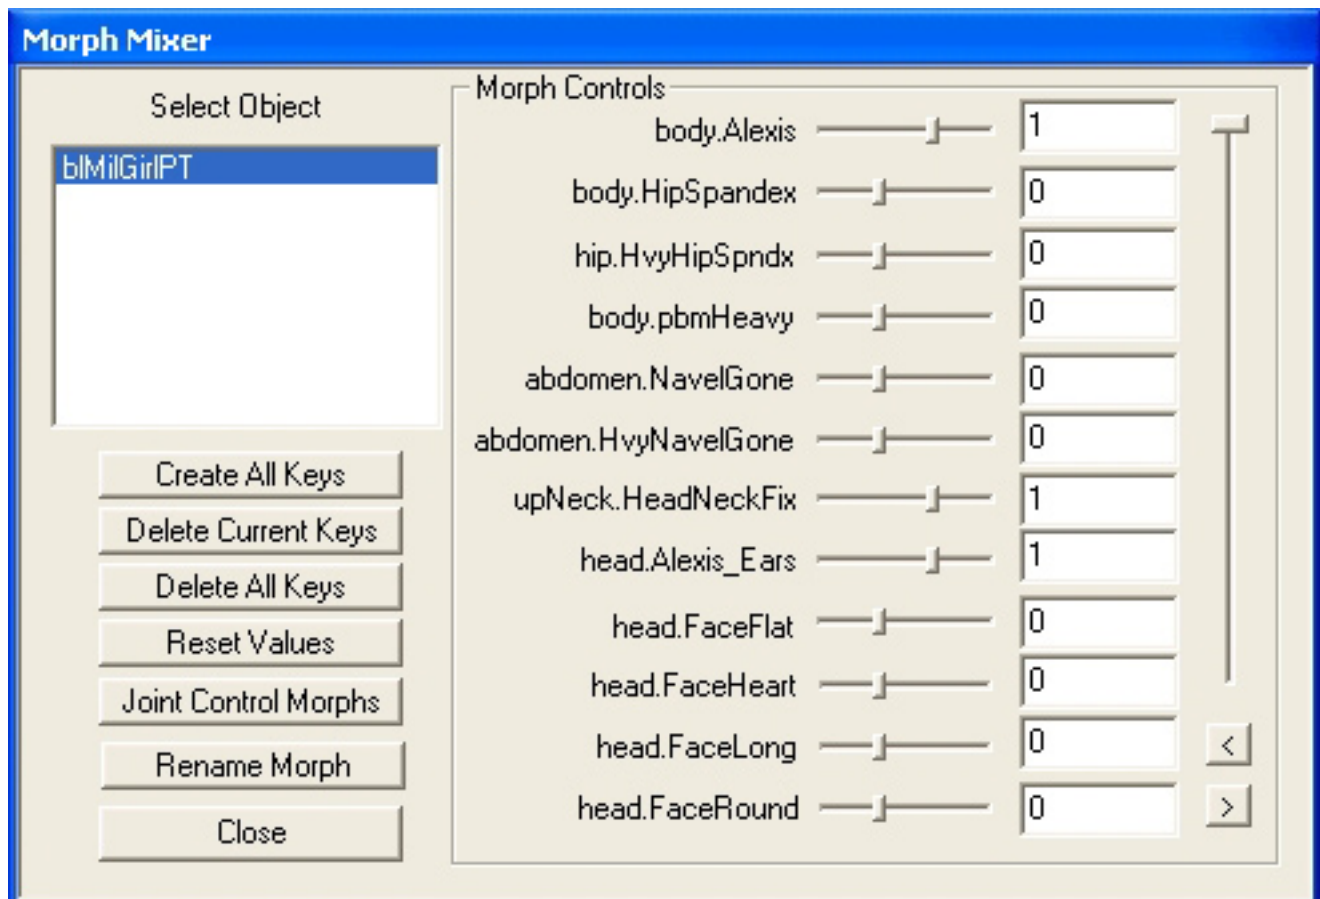 Morph Mixer
Select Object
blMilGirlPT
Create All Keys
Delete Current Keys
Delete All Keys
Reset Values
Joint Control Morphs
Rename Morph
Close
Morph Controls
body.Alexis 1
body.HipSpandex 0
hip.HvyHipSpndx 0
body.pbmHeavy 0
abdomen.NavelGone 0
abdomen.HvyNavelGone 0
upNeck.HeadNeckFix 1
head.Alexis_Ears 1
head.FaceFlat 0
head.FaceHeart 0
head.FaceLong 0
head.FaceRound 0
<
>